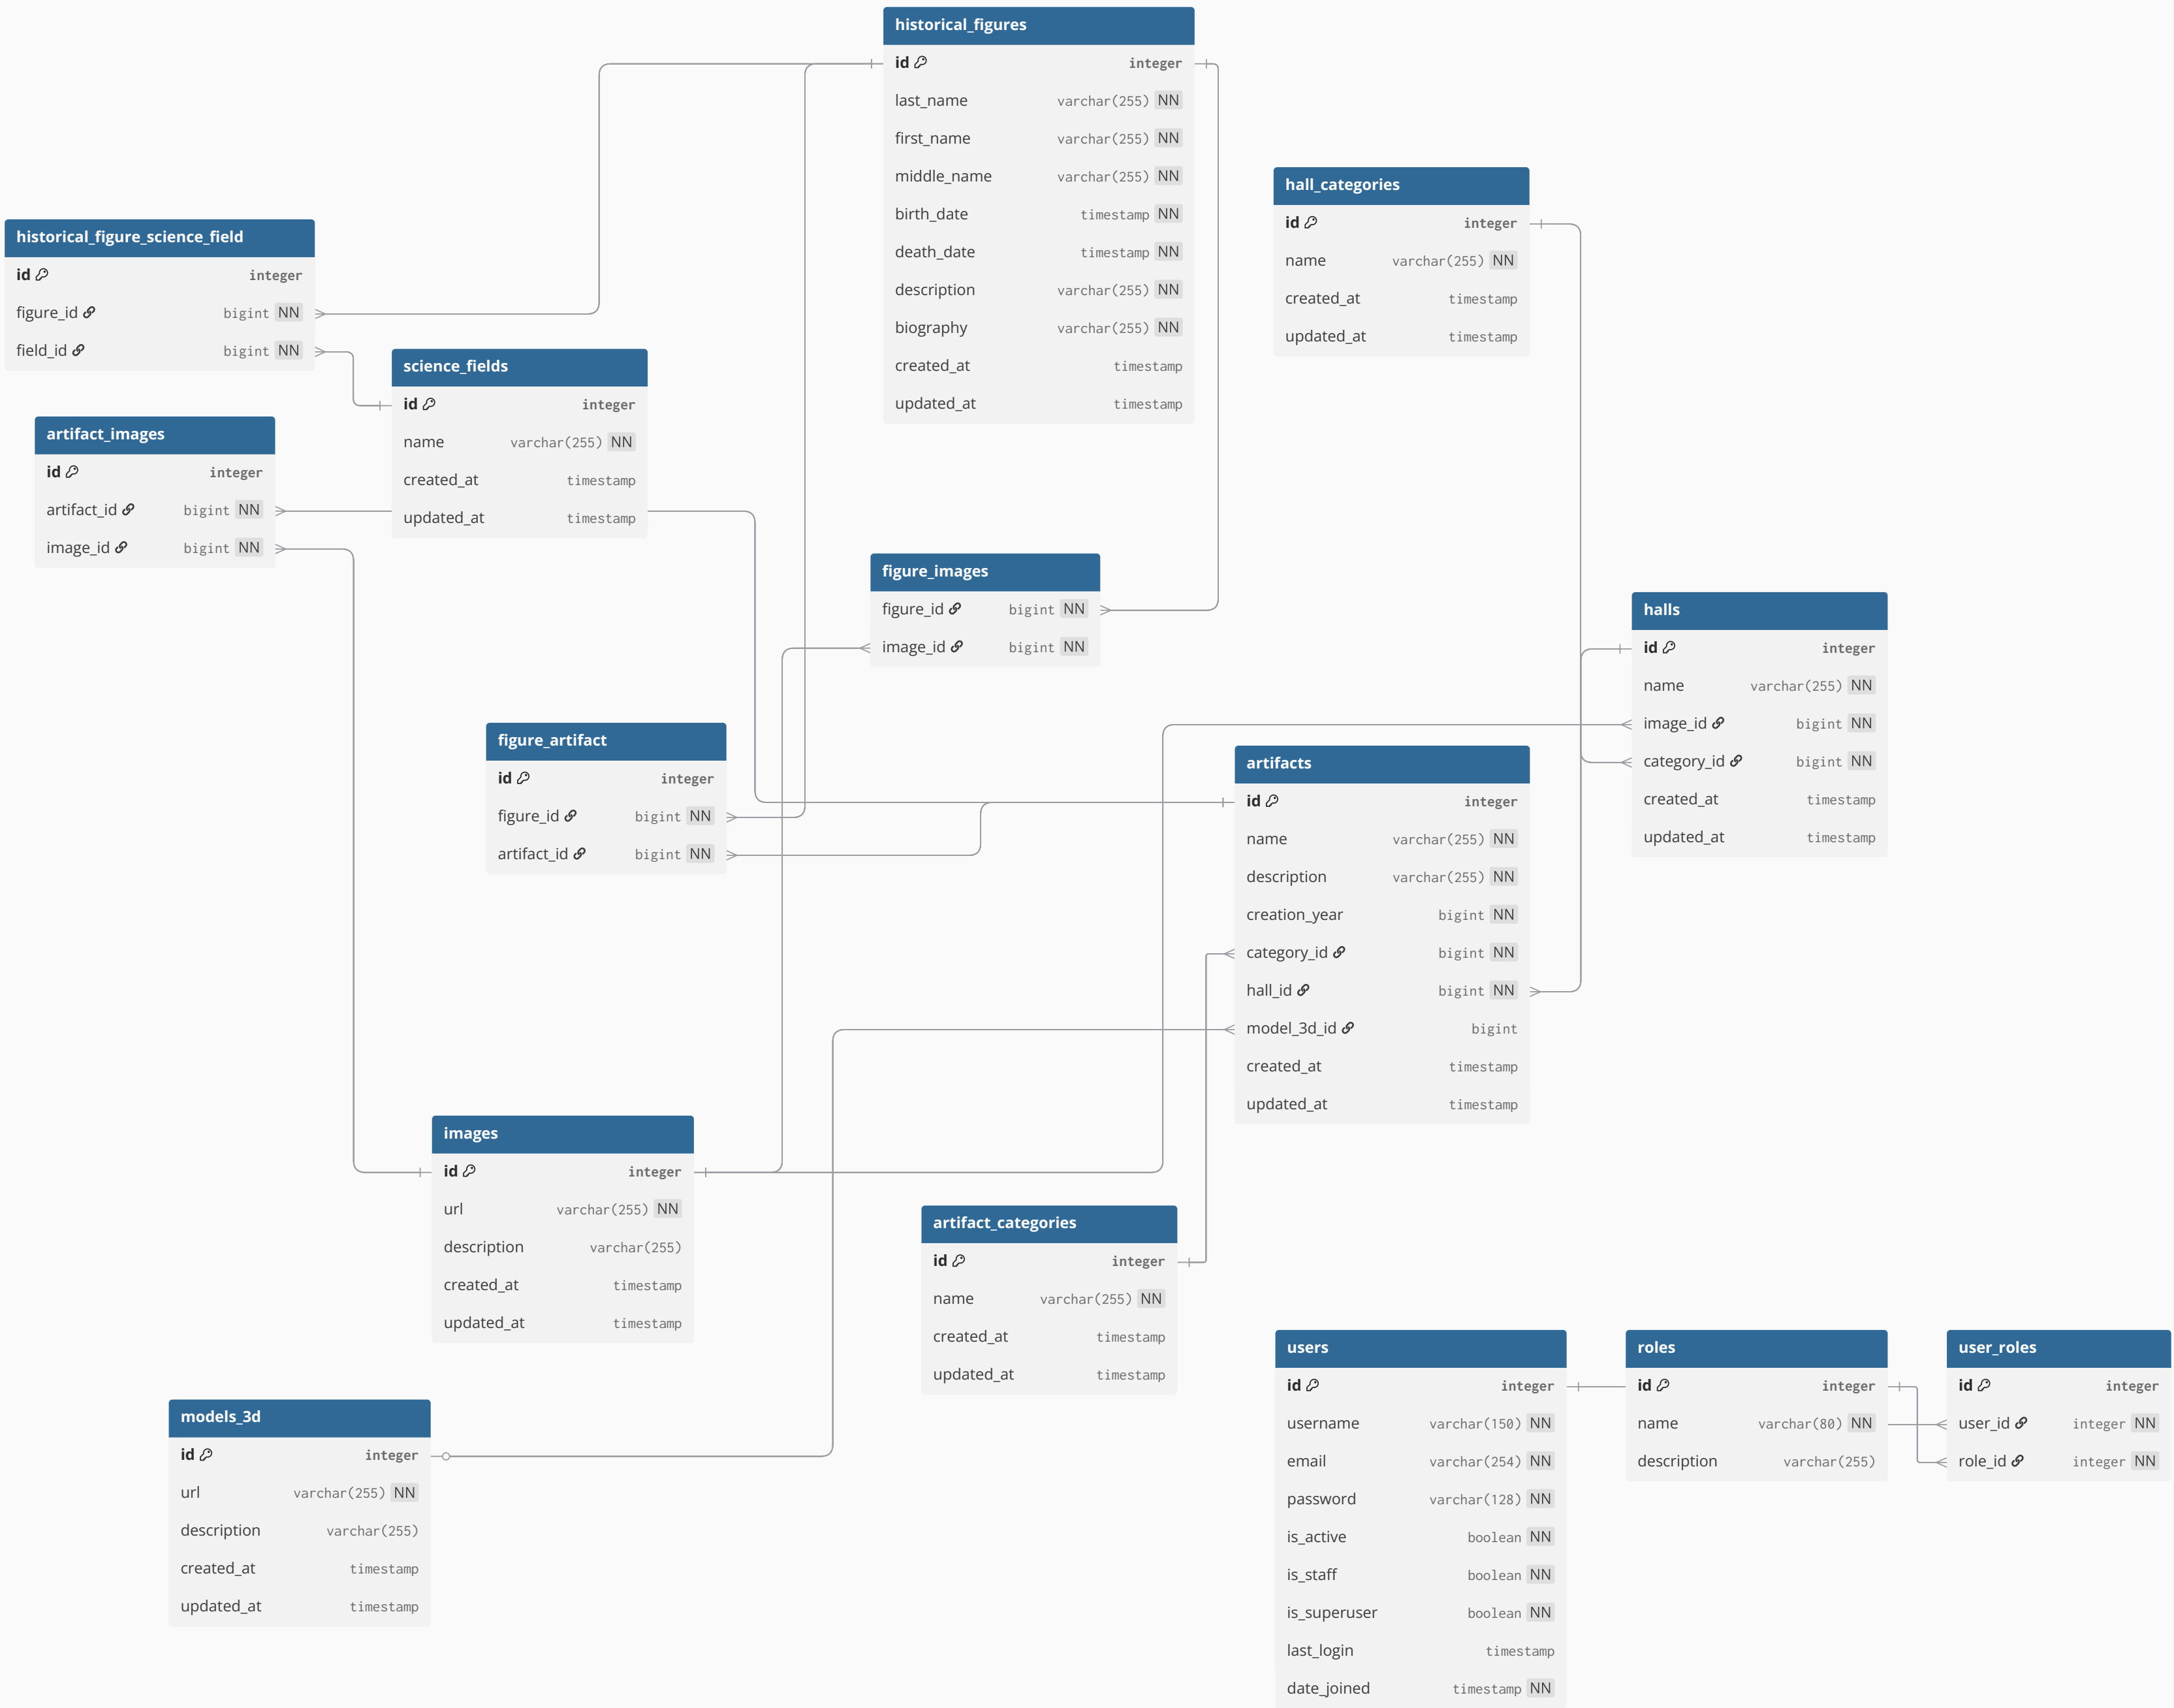 historical_figures
id integer
last_name varchar(255) NN
first_name varchar(255) NN
middle_name varchar(255) NN
birth_date timestamp NN
death_date timestamp NN
description varchar(255) NN
biography varchar(255) NN
created_at timestamp
updated_at timestamp
hall_categories
id integer
name varchar(255) NN
created_at timestamp
updated_at timestamp
historical_figure_science_field
id integer
figure_id bigint NN
field_id bigint NN
science_fields
id integer
name varchar(255) NN
created_at timestamp
updated_at timestamp
artifact_images
id integer
artifact_id bigint NN
image_id bigint NN
figure_images
figure_id bigint NN
image_id bigint NN
halls
id integer
name varchar(255) NN
image_id bigint NN
category_id bigint NN
created_at timestamp
updated_at timestamp
figure_artifact
id integer
figure_id bigint NN
artifact_id bigint NN
artifacts
id integer
name varchar(255) NN
description varchar(255) NN
creation_year bigint NN
category_id bigint NN
hall_id bigint NN
model_3d_id bigint
created_at timestamp
updated_at timestamp
images
id integer
url varchar(255) NN
description varchar(255)
created_at timestamp
updated_at timestamp
artifact_categories
id integer
name varchar(255) NN
created_at timestamp
updated_at timestamp
models_3d
id integer
url varchar(255) NN
description varchar(255)
created_at timestamp
updated_at timestamp
users
id integer
username varchar(150) NN
email varchar(254) NN
password varchar(128) NN
is_active boolean NN
is_staff boolean NN
is_superuser boolean NN
last_login timestamp
date_joined timestamp NN
roles
id integer
name varchar(80) NN
description varchar(255)
user_roles
id integer
user_id integer NN
role_id integer NN